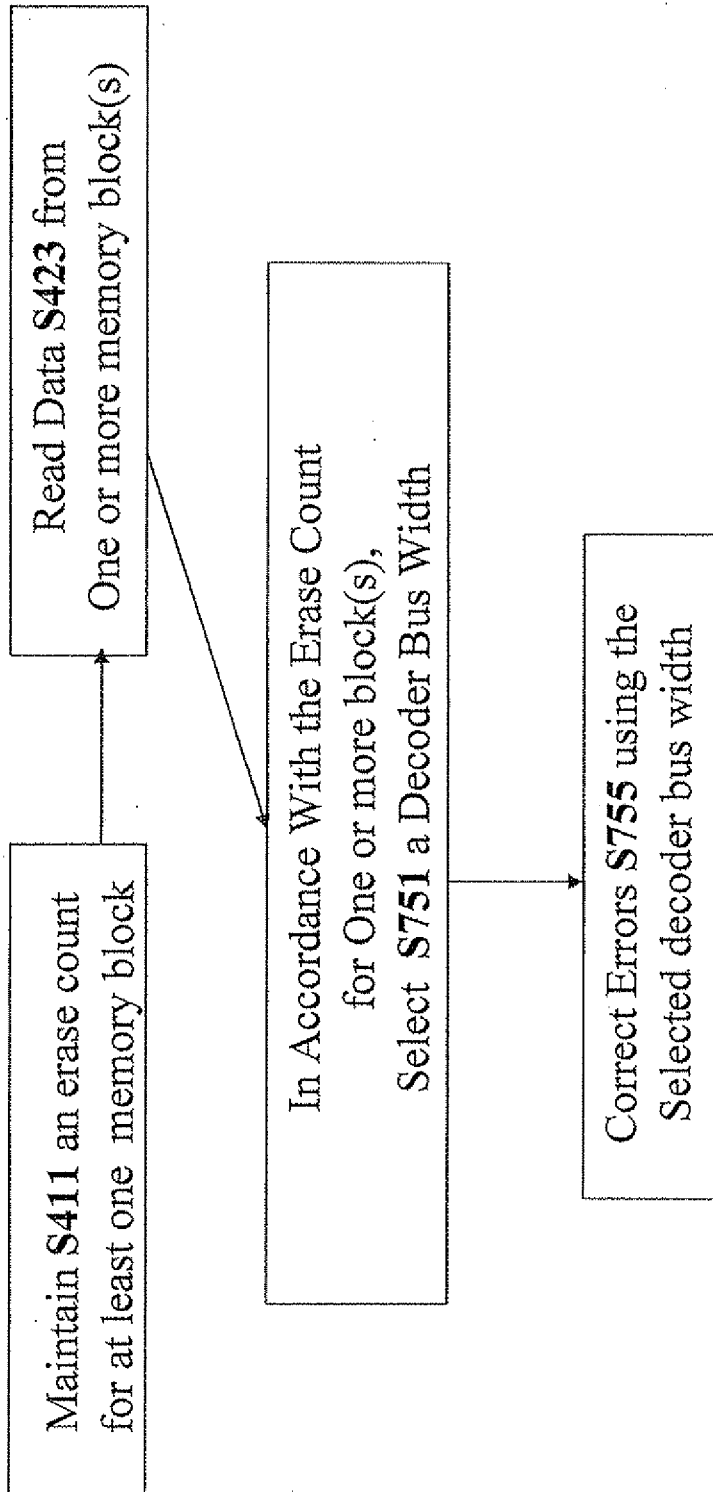 Maintain S411 an erase count
for at least one memory block
Read Data S423 from
One or more memory block(s)
In Accordance With the Erase Count
for One or more block(s),
Select S751 a Decoder Bus Width
Correct Errors S755 using the
Selected decoder bus width